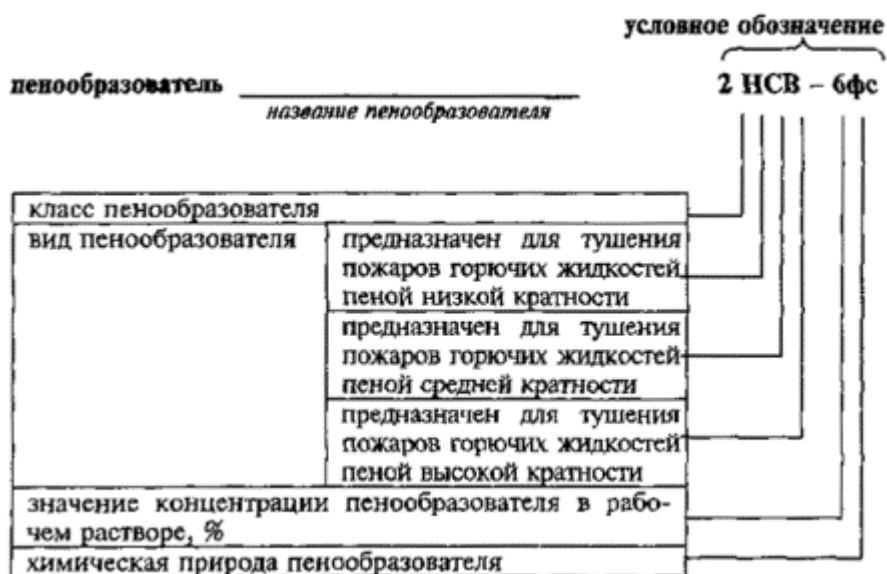 условное обозначение
пенообразователь 2 НСВ – 6фс
название пенообразователя
класс пенообразователя
вид пенообразователя
предназначен для тушения
пожаров горючих жидкостей
пеной низкой кратности
предназначен для тушения
пожаров горючих жидкостей
пеной средней кратности
предназначен для тушения
пожаров горючих жидкостей
пеной высокой кратности
значение концентрации пенообразователя в рабо-
чем растворе, %
химическая природа пенообразователя